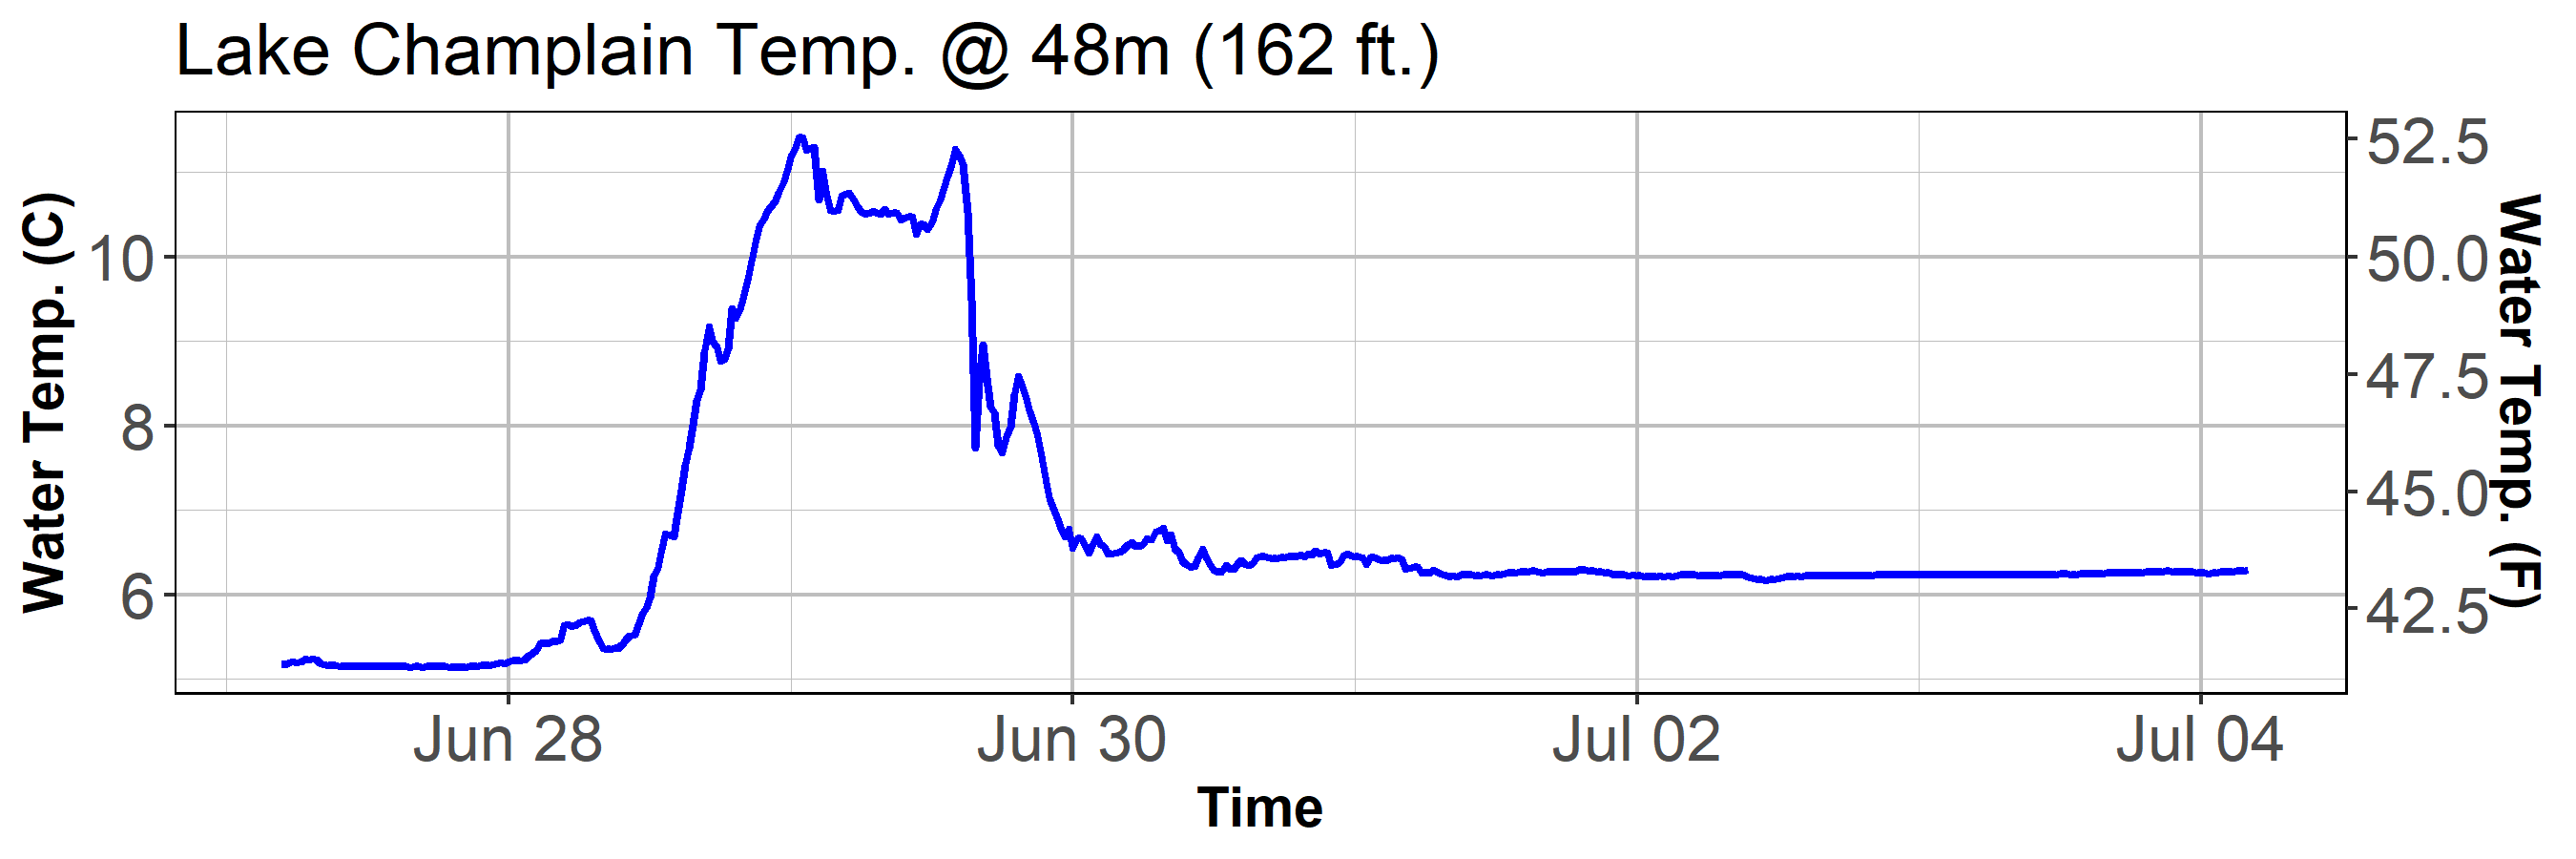 Lake Champlain Temp. @ 48m (162 ft.)
Water Temp. (C)
10
8
6
52.5
50.0
47.5
45.0
42.5
Water Temp. (F)
Jun 28
Jun 30
Jul 02
Jul 04
Time